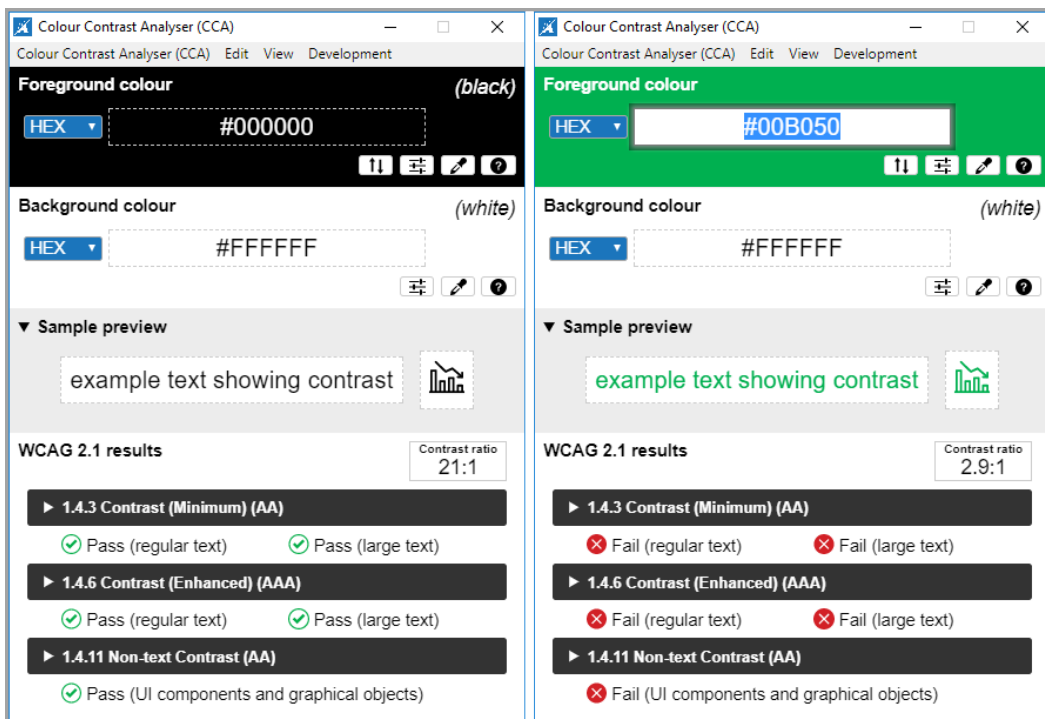 Colour Contrast Analyser (CCA)
Colour Contrast Analyser (CCA) Edit View Development
Foreground colour (black)
HEX #000000
Background colour (white)
HEX #FFFFFF
▼ Sample preview
example text showing contrast
WCAG 2.1 results Contrast ratio
21:1
1.4.3 Contrast (Minimum) (AA)
Pass (regular text) Pass (large text)
1.4.6 Contrast (Enhanced) (AAA)
Pass (regular text) Pass (large text)
1.4.11 Non-text Contrast (AA)
Pass (UI components and graphical objects)
Colour Contrast Analyser (CCA)
Colour Contrast Analyser (CCA) Edit View Development
Foreground colour
HEX #00B050
Background colour (white)
HEX #FFFFFF
▼ Sample preview
example text showing contrast
WCAG 2.1 results Contrast ratio
2.9:1
1.4.3 Contrast (Minimum) (AA)
Fail (regular text) Fail (large text)
1.4.6 Contrast (Enhanced) (AAA)
Fail (regular text) Fail (large text)
1.4.11 Non-text Contrast (AA)
Fail (UI components and graphical objects)